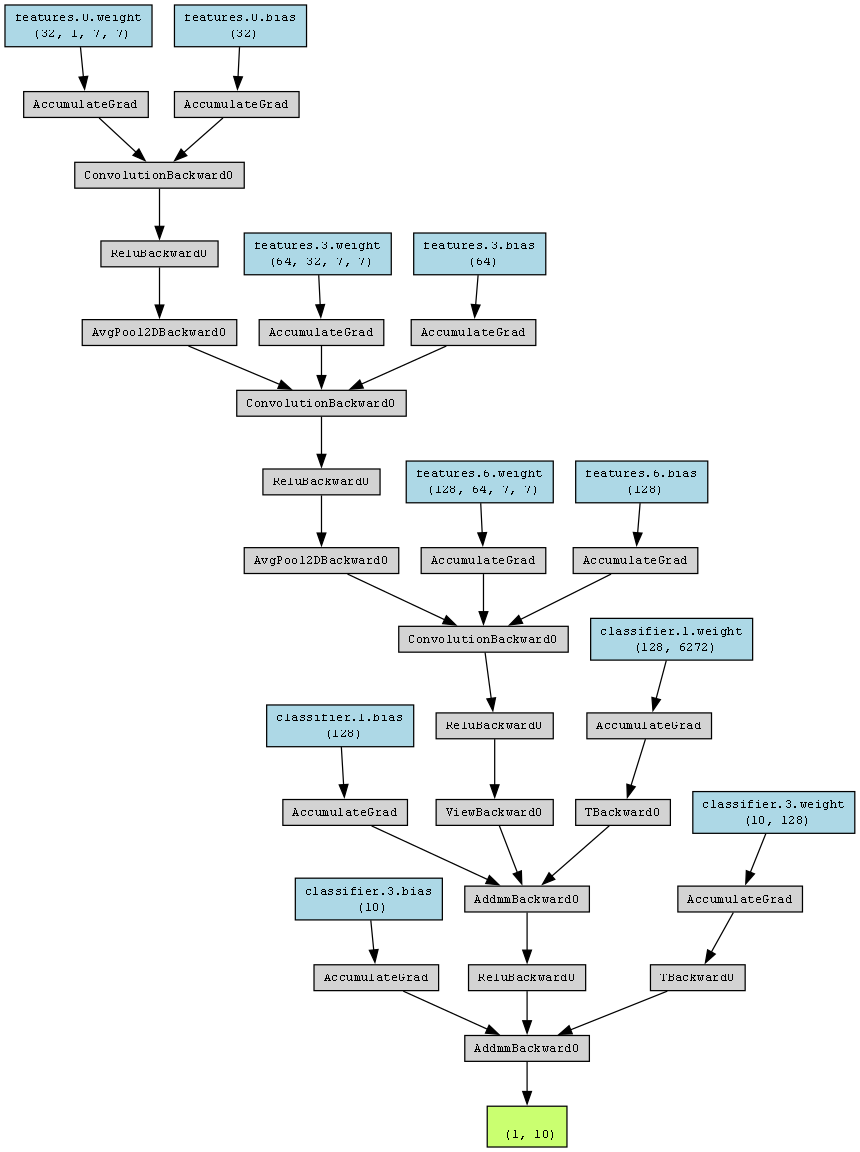 features.0.weight
(32, 1, 7, 7)
features.0.bias
(32)
AccumulateGrad
AccumulateGrad
ConvolutionBackward0
ReluBackward0
features.3.weight
(64, 32, 7, 7)
features.3.bias
(64)
AvgPool2DBackward0
AccumulateGrad
AccumulateGrad
ConvolutionBackward0
ReluBackward0
features.6.weight
(128, 64, 7, 7)
features.6.bias
(128)
AvgPool2DBackward0
AccumulateGrad
AccumulateGrad
ConvolutionBackward0
classifier.1.weight
(128, 6272)
classifier.1.bias
(128)
ReluBackward0
AccumulateGrad
AccumulateGrad
ViewBackward0
TBackward0
classifier.3.weight
(10, 128)
classifier.3.bias
(10)
AddmmBackward0
AccumulateGrad
AccumulateGrad
ReluBackward0
TBackward0
AddmmBackward0
(1, 10)